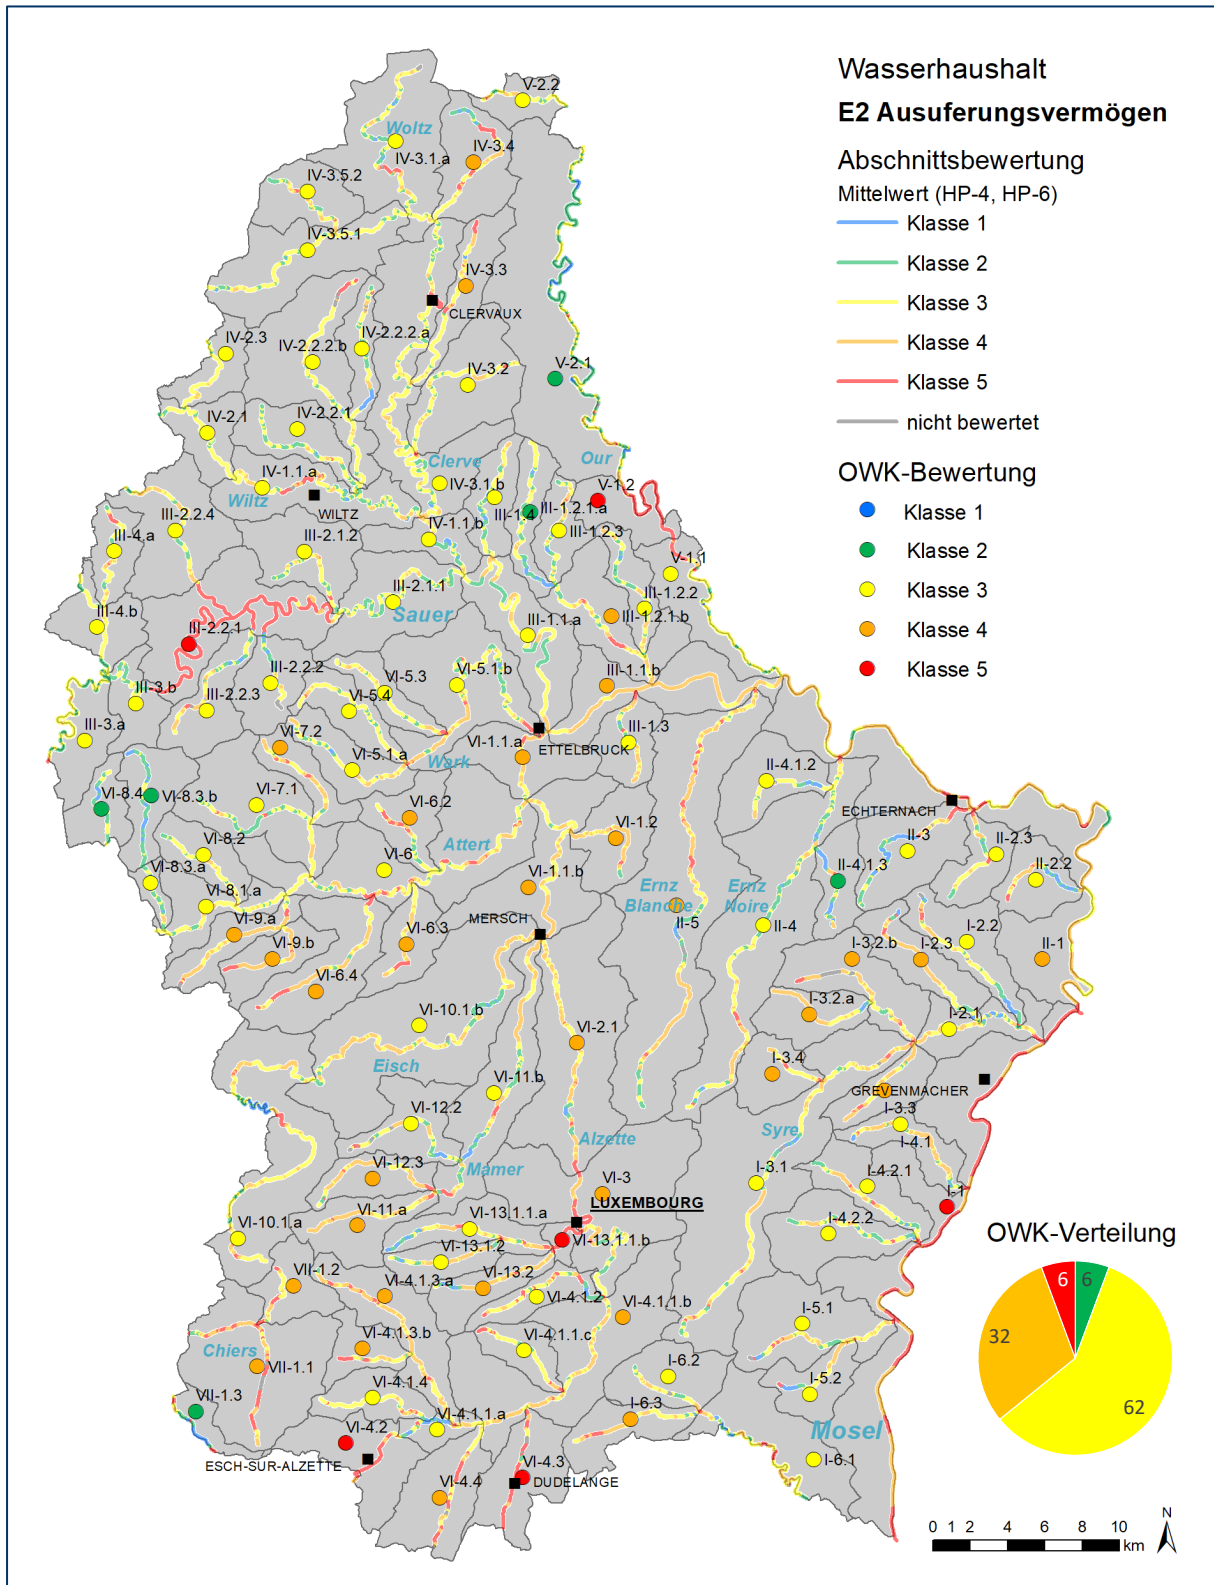 Wasserhaushalt
E2 Ausuferungsvermögen
Abschnittsbewertung
Mittelwert (HP-4, HP-6)
Klasse 1
Klasse 2
Klasse 3
Klasse 4
Klasse 5
nicht bewertet
OWK-Bewertung
Klasse 1
Klasse 2
Klasse 3
Klasse 4
Klasse 5
V-2.2
Woltz
IV-3.1.a
IV-3.4
IV-3.5.2
IV-3.5.1
IV-3.3
CLERVAUX
IV-2.3
IV-2.2.2.b
IV-2.2.2.a
IV-3.2
V-2.1
IV-2.1
IV-2.2.1
Clerve
Our
IV-1.1.a
Wiltz
WILTZ
IV-3.1.b
V-1.2
III-2.2.4
III-1.4
III-1.2.1.a
III-4.a
III-2.1.2
IV-1.1.b
III-1.2.3
V-1.1
III-2.1.1
III-1.2.2
Sauer
III-4.b
III-2.2.1
III-1.1.a
III-1.2.1.b
III-3.b
III-2.2.2
VI-5.3
VI-5.1.b
III-1.1.b
III-2.2.3
VI-5.4
III-3.a
VI-7.2
VI-5.1.a
Wark
VI-1.1.a
ETTELBRUCK
III-1.3
II-4.1.2
VI-8.4
VI-8.3.b
VI-7.1
VI-6.2
ECHTERNACH
VI-8.2
VI-6
Attert
VI-1.2
II-3
II-2.3
II-4.1.3
II-2.2
VI-8.3.a
VI-8.1.a
VI-1.1.b
Ernz
Blanche
Ernz
Noire
VI-9.a
MERSCH
II-5
II-4
VI-9.b
VI-6.3
I-3.2.b
I-2.3
I-2.2
II-1
VI-6.4
VI-10.1.b
I-3.2.a
I-2.1
VI-2.1
Eisch
I-3.4
VI-11.b
GREVENMACHER
VI-12.2
I-3.3
Alzette
Syre
I-4.1
VI-12.3
Mamer
I-3.1
I-4.2.1
VI-3
LUXEMBOURG
I-1
VI-10.1.a
VI-11.a
VI-13.1.1.a
VI-13.1.1.b
I-4.2.2
VI-13.1.2
VII-1.2
VI-4.1.3.a
VI-13.2
VI-4.1.2
VI-4.1.1.b
I-5.1
Chiers
VI-4.1.3.b
VI-4.1.1.c
VII-1.1
I-6.2
VI-4.1.4
I-5.2
VII-1.3
VI-4.2
VI-4.1.1.a
I-6.3
Mosel
ESCH-SUR-ALZETTE
VI-4.3
DUDELANGE
I-6.1
VI-4.4
OWK-Verteilung
6
6
32
62
N
0 1 2 4 6 8 10
km